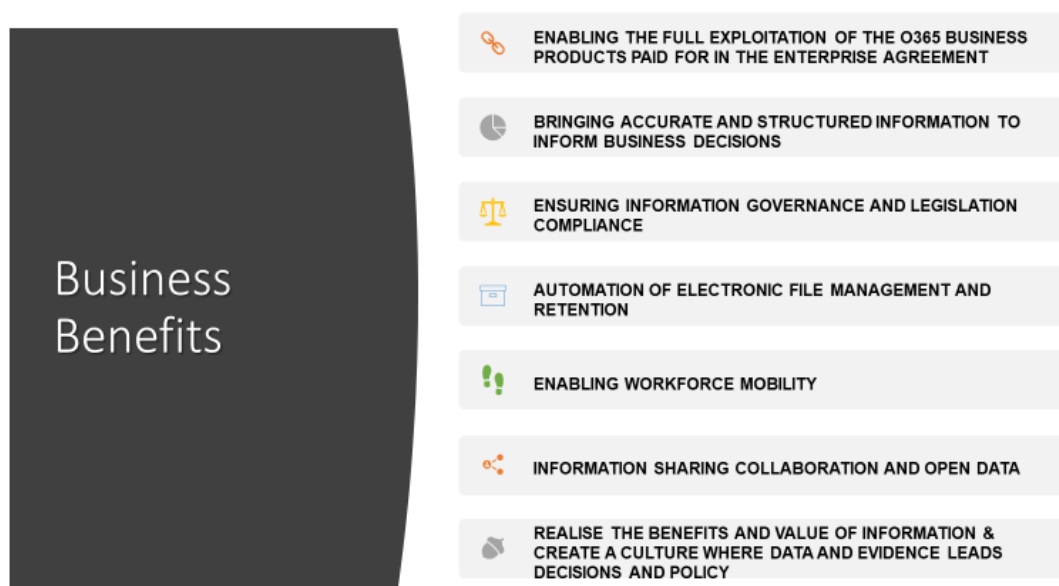 Business
Benefits
ENABLING THE FULL EXPLOITATION OF THE O365 BUSINESS
PRODUCTS PAID FOR IN THE ENTERPRISE AGREEMENT
BRINGING ACCURATE AND STRUCTURED INFORMATION TO
INFORM BUSINESS DECISIONS
ENSURING INFORMATION GOVERNANCE AND LEGISLATION
COMPLIANCE
AUTOMATION OF ELECTRONIC FILE MANAGEMENT AND
RETENTION
ENABLING WORKFORCE MOBILITY
INFORMATION SHARING COLLABORATION AND OPEN DATA
REALISE THE BENEFITS AND VALUE OF INFORMATION &
CREATE A CULTURE WHERE DATA AND EVIDENCE LEADS
DECISIONS AND POLICY